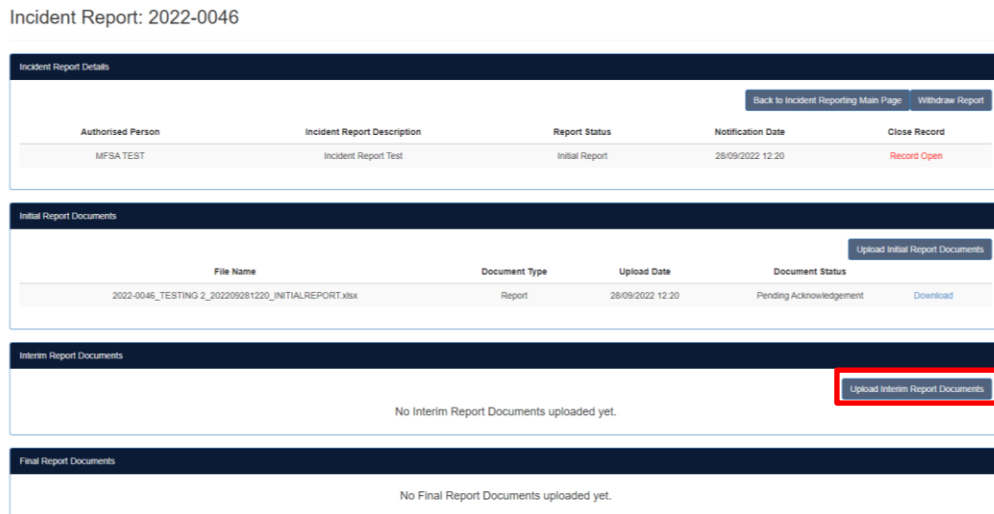 Incident Report: 2022-0046
Incident Report Details
Back to Incident Reporting Main Page Withdraw Report
Authorised Person Incident Report Description Report Status Notification Date Close Record
MFSA TEST Incident Report Test Initial Report 28/09/2022 12:20 Record Open
Initial Report Documents
Upload Initial Report Documents
File Name Document Type Upload Date Document Status
2022-0046_TESTING 2_202209281220_INITIALREPORT.xlsx Report 28/09/2022 12:20 Pending Acknowledgement Download
Interim Report Documents
Upload Interim Report Documents
No Interim Report Documents uploaded yet.
Final Report Documents
No Final Report Documents uploaded yet.